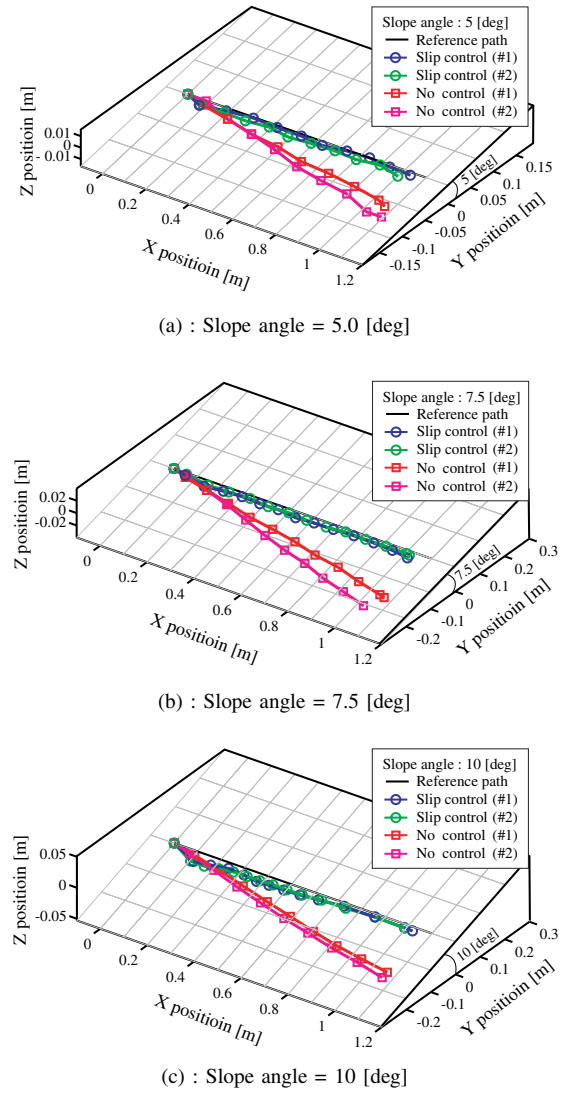 Slope angle : 5 [deg]
Reference path
Slip control (#1)
Slip control (#2)
No control (#1)
No control (#2)
0.01
0
- 0.01
Z positioin [m]
0
0.2
0.4
0.6
0.8
1
1.2
X positioin [m]
5 [deg]
-0.15
-0.1
-0.05
0
0.05
0.1
0.15
Y positioin [m]
(a) : Slope angle = 5.0 [deg]
Slope angle : 7.5 [deg]
Reference path
Slip control (#1)
Slip control (#2)
No control (#1)
No control (#2)
0.02
0
-0.02
Z positioin [m]
0
0.2
0.4
0.6
0.8
1
1.2
X positioin [m]
7.5 [deg]
-0.2
-0.1
0
0.1
0.2
0.3
Y positioin [m]
(b) : Slope angle = 7.5 [deg]
Slope angle : 10 [deg]
Reference path
Slip control (#1)
Slip control (#2)
No control (#1)
No control (#2)
0.05
0
-0.05
Z positioin [m]
0
0.2
0.4
0.6
0.8
1
1.2
X positioin [m]
10 [deg]
-0.2
-0.1
0
0.1
0.2
0.3
Y positioin [m]
(c) : Slope angle = 10 [deg]